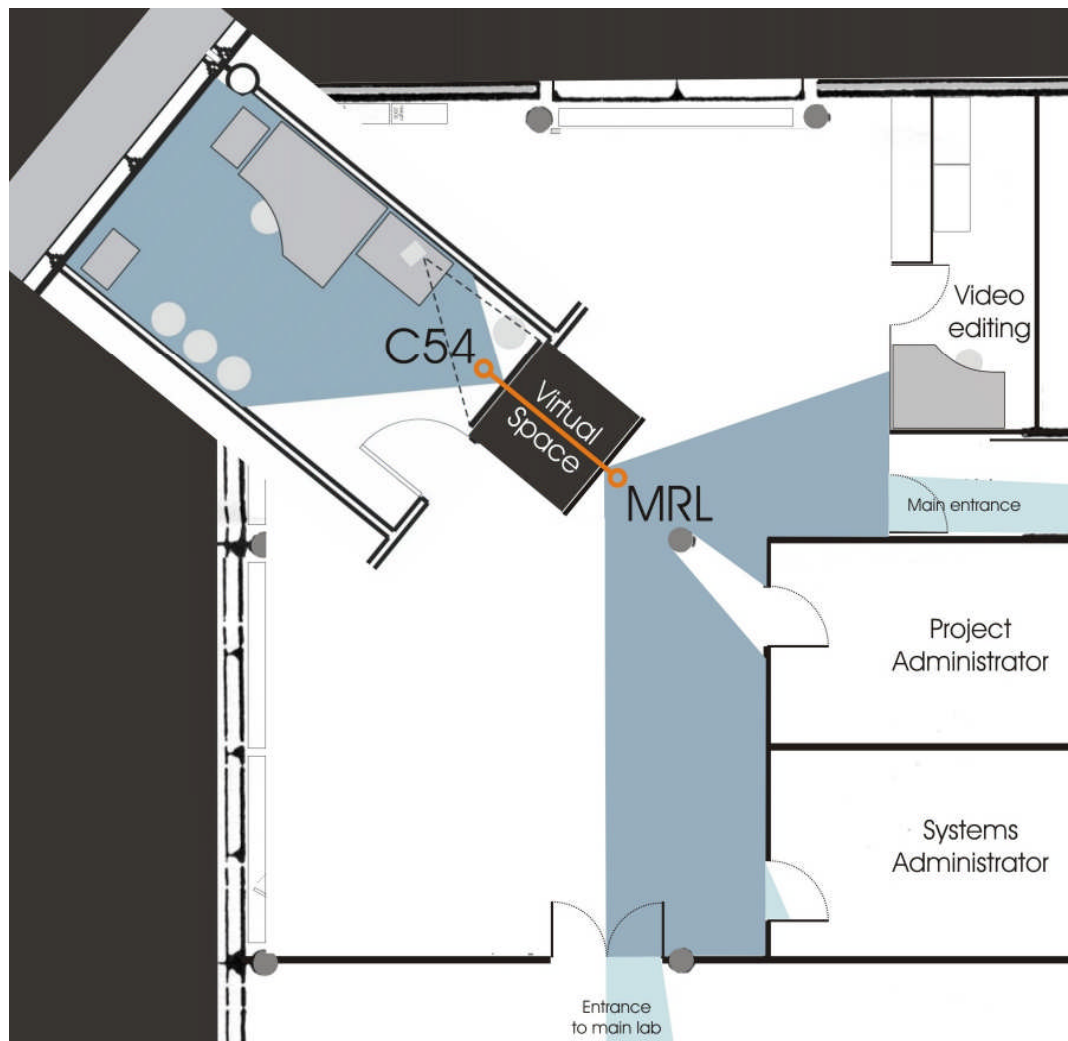 Video
editing
C54
Virtual
Space
MRL
Main entrance
Project
Administrator
Systems
Administrator
Entrance
to main lab